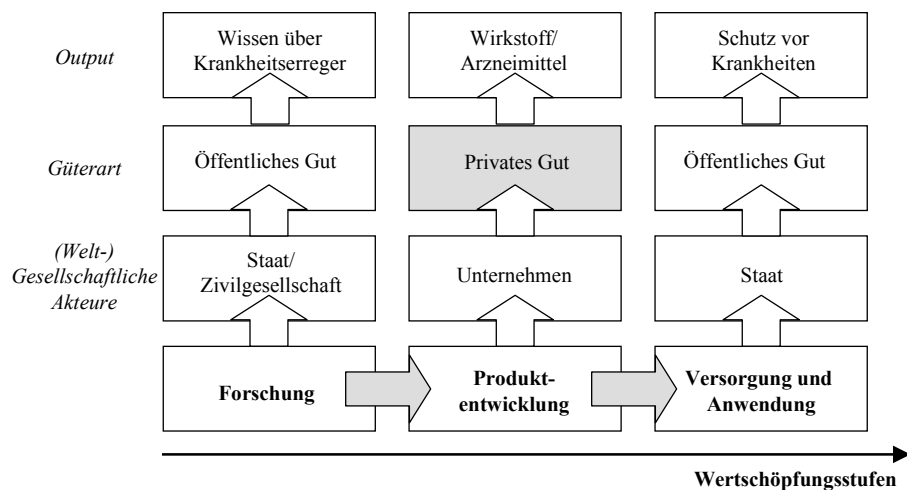 Output
Wissen über
Krankheitserreger
Wirkstoff/
Arzneimittel
Schutz vor
Krankheiten
Güterart
Öffentliches Gut
Privates Gut
Öffentliches Gut
(Welt-)
Gesellschaftliche
Akteure
Staat/
Zivilgesellschaft
Unternehmen
Staat
Forschung
Produkt-
entwicklung
Versorgung und
Anwendung
Wertschöpfungsstufen